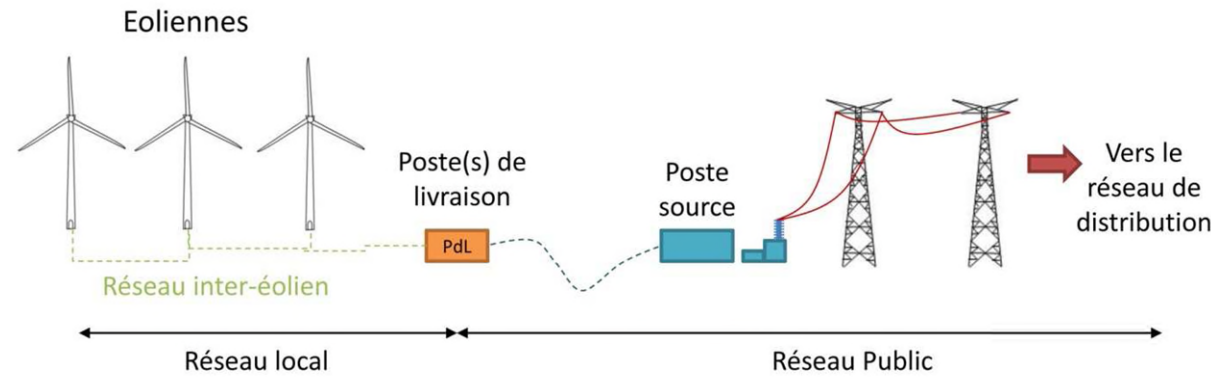 Eoliennes
Poste(s) de
livraison
PdL
Réseau inter-éolien
Poste
source
Vers le
réseau de
distribution
Réseau local
Réseau Public